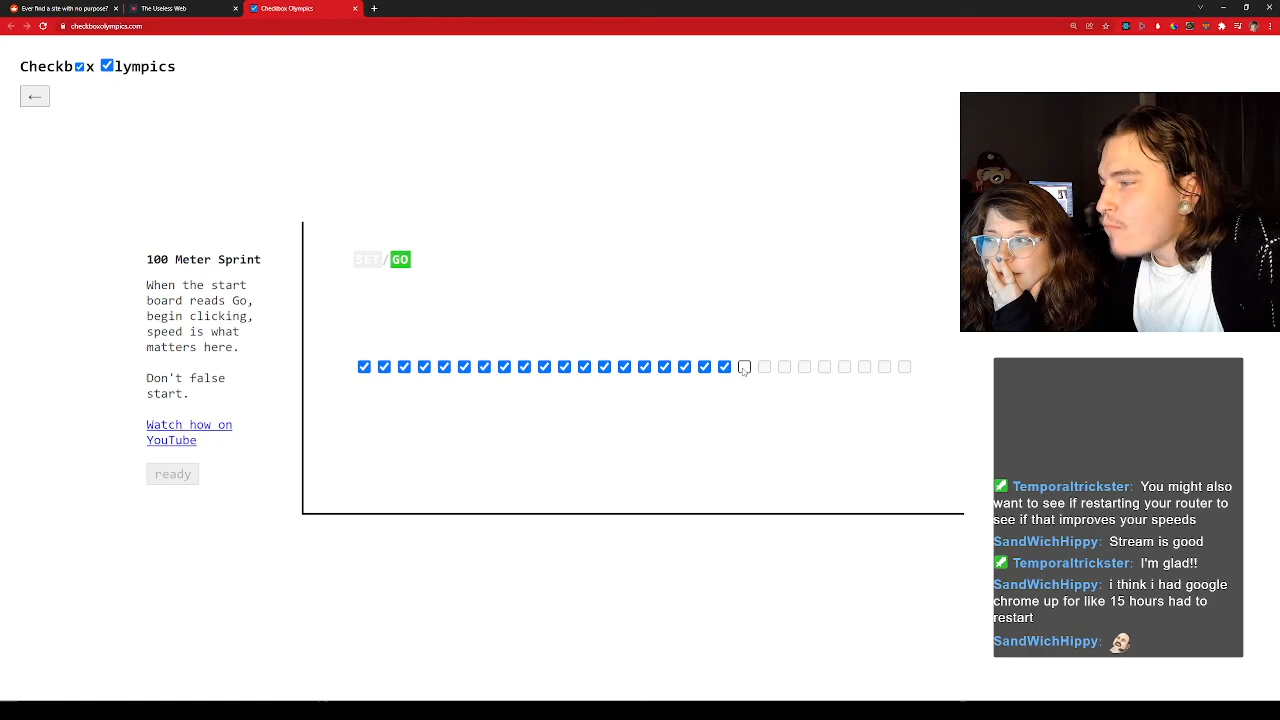 Ever find a site with no purpose?
The Useless Web
Checkbox Olympics
checkboxolympics.com
Checkbox Olympics
←
100 Meter Sprint
When the start
board reads Go,
begin clicking,
speed is what
matters here.
Don't false
start.
Watch how on
YouTube
ready
SET/GO
Temporaltrickster: You might also
want to see if restarting your router to
see if that improves your speeds
SandWichHippy: Stream is good
Temporaltrickster: I'm glad!!
SandWichHippy: i think i had google
chrome up for like 15 hours had to
restart
SandWichHippy: